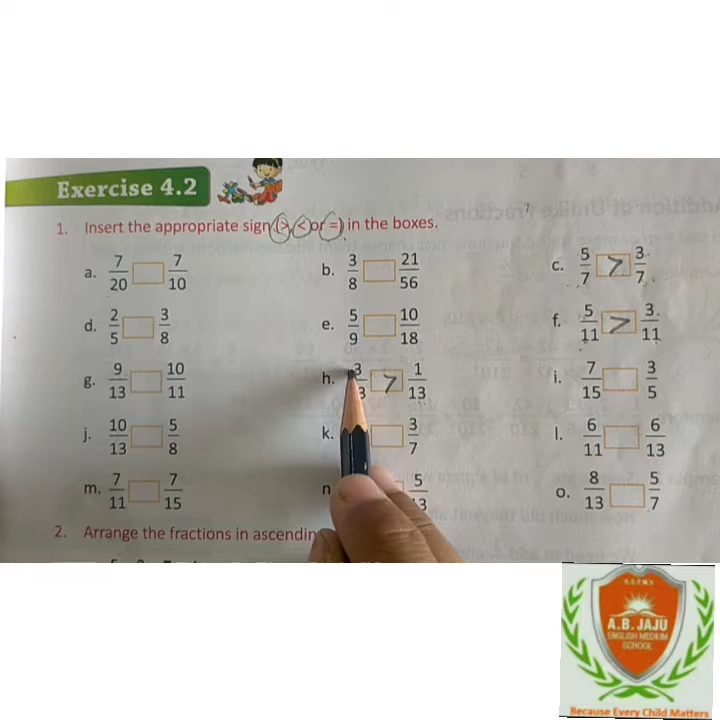 Exercise 4.2
1. Insert the appropriate sign (>, < or =) in the boxes.
a. 7/20 □ 7/10 b. 3/8 □ 21/56 c. 5/7 > 3/7
d. 2/5 □ 3/8 e. 5/9 □ 10/18 f. 5/11 > 3/11
g. 9/13 □ 10/11 h. 3 > 1/13 i. 7/15 □ 3/5
j. 10/13 □ 5/8 k. □ 3/7 l. 6/11 □ 6/13
m. 7/11 □ 7/15 n 5 o. 8/13 □ 5/7
2. Arrange the fractions in
A.B. JAJU
ENGLISH MEDIUM
SCHOOL
Because Every Child Matters